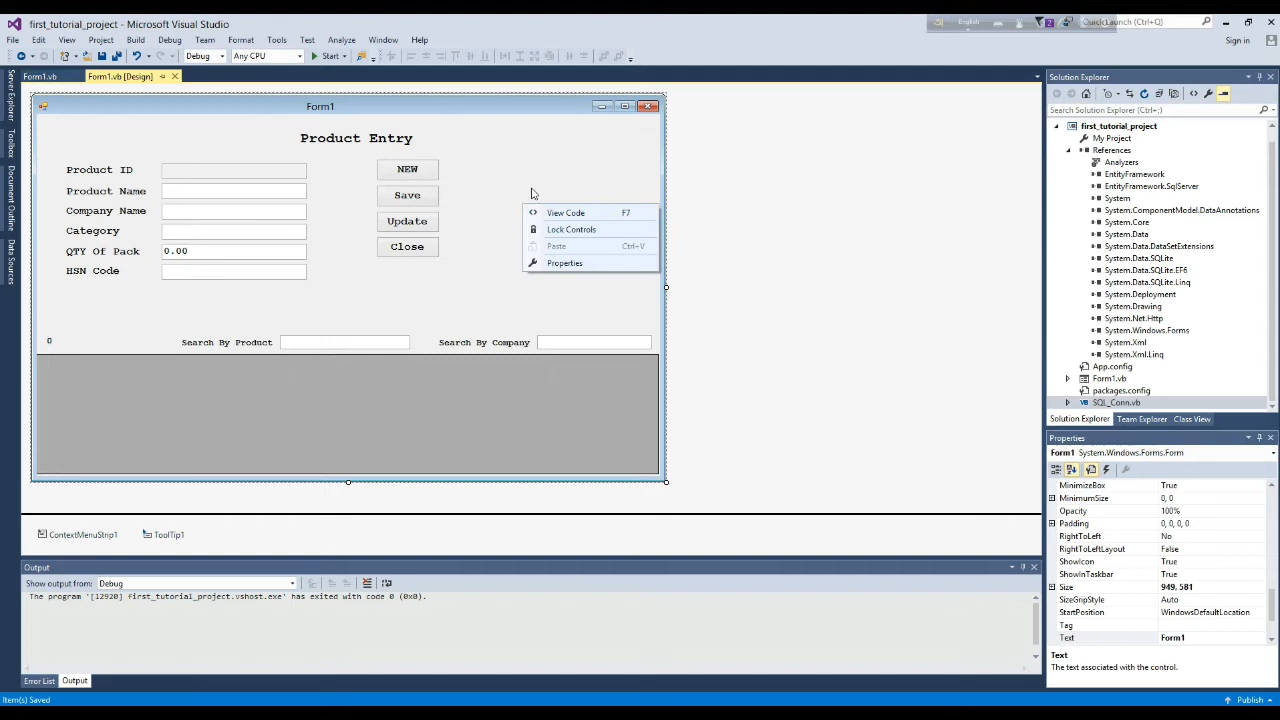 first_tutorial_project - Microsoft Visual Studio
English
2
Quick Launch (Ctrl+Q)
File Edit View Project Build Debug Team Format Tools Test Analyze Window Help
Sign in
Debug Any CPU Start
Form1.vb Form1.vb [Design]
Server Explorer
Toolbox
Document Outline
Data Sources
Form1
Product Entry
Product ID
Product Name
Company Name
Category
QTY Of Pack 0.00
HSN Code
NEW
Save
Update
Close
View Code F7
Lock Controls
Paste Ctrl+V
Properties
0 Search By Product Search By Company
ContextMenuStrip1 ToolTip1
Output
Show output from: Debug
The program '[12920] first_tutorial_project.vshost.exe' has exited with code 0 (0x0).
Error List Output
Item(s) Saved
Publish
Solution Explorer
Search Solution Explorer (Ctrl+;)
first_tutorial_project
My Project
References
Analyzers
EntityFramework
EntityFramework.SqlServer
System
System.ComponentModel.DataAnnotations
System.Core
System.Data
System.Data.DataSetExtensions
System.Data.SQLite
System.Data.SQLite.EF6
System.Data.SQLite.Linq
System.Deployment
System.Drawing
System.Net.Http
System.Windows.Forms
System.Xml
System.Xml.Linq
App.config
Form1.vb
packages.config
SQL_Conn.vb
Solution Explorer Team Explorer Class View
Properties
Form1 System.Windows.Forms.Form
MinimizeBox True
MinimumSize 0, 0
Opacity 100%
Padding 0, 0, 0, 0
RightToLeft No
RightToLeftLayout False
ShowIcon True
ShowInTaskbar True
Size 949, 581
SizeGripStyle Auto
StartPosition WindowsDefaultLocation
Tag
Text Form1
Text
The text associated with the control.